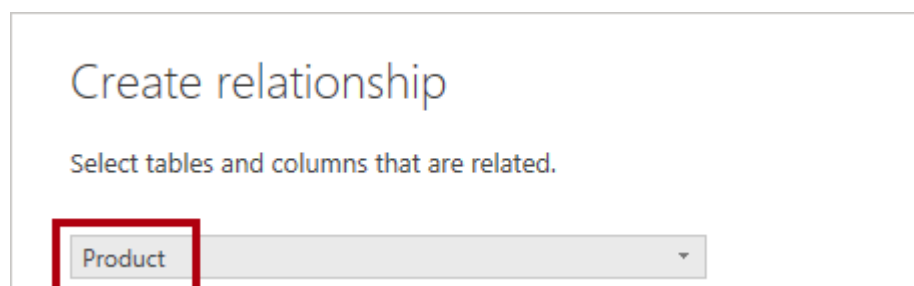 Create relationship
Select tables and columns that are related.
Product